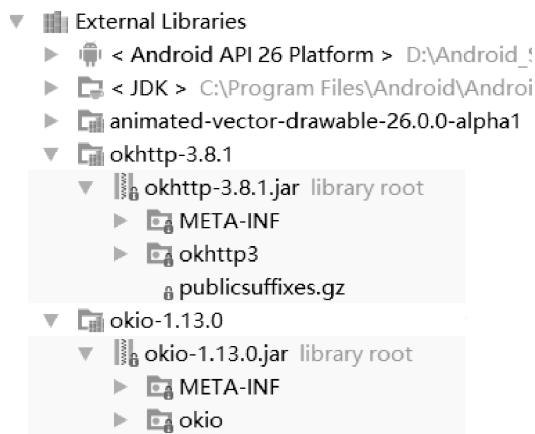 External Libraries
< Android API 26 Platform > D:\Android_S
< JDK > C:\Program Files\Android\Androi
animated-vector-drawable-26.0.0-alpha1
okhttp-3.8.1
okhttp-3.8.1.jar library root
META-INF
okhttp3
publicsuffixes.gz
okio-1.13.0
okio-1.13.0.jar library root
META-INF
okio